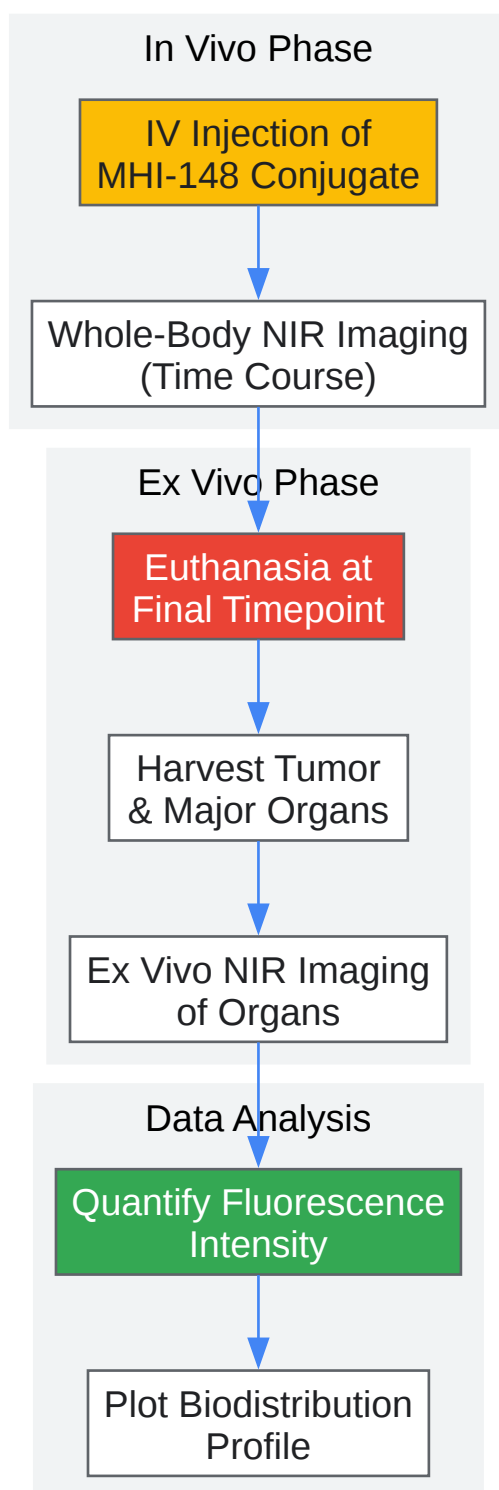 In Vivo Phase
IV Injection of
MHI-148 Conjugate
Whole-Body NIR Imaging
(Time Course)
Ex Vivo Phase
Euthanasia at
Final Timepoint
Harvest Tumor
& Major Organs
Ex Vivo NIR Imaging
of Organs
Data Analysis
Quantify Fluorescence
Intensity
Plot Biodistribution
Profile